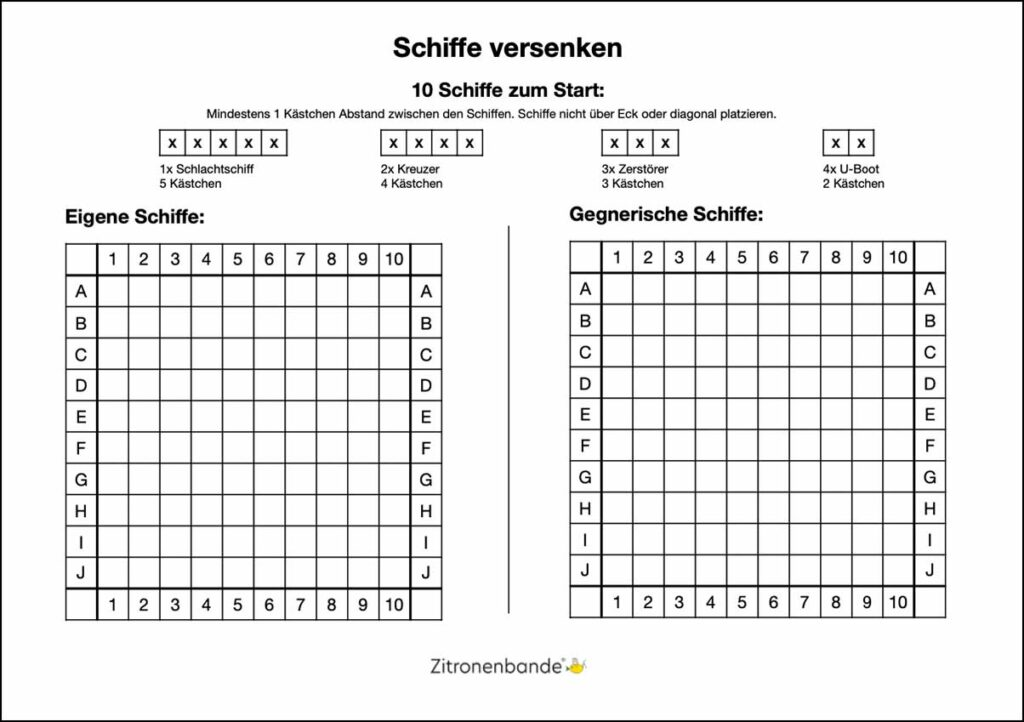 Schiffe versenken
10 Schiffe zum Start:
Mindestens 1 Kästchen Abstand zwischen den Schiffen. Schiffe nicht über Eck oder diagonal platzieren.
x x x x x
1x Schlachtschiff
5 Kästchen
x x x x
2x Kreuzer
4 Kästchen
x x x
3x Zerstörer
3 Kästchen
x x
4x U-Boot
2 Kästchen
Eigene Schiffe:
1 2 3 4 5 6 7 8 9 10
A A
B B
C C
D D
E E
F F
G G
H H
I I
J J
1 2 3 4 5 6 7 8 9 10
Gegnerische Schiffe:
1 2 3 4 5 6 7 8 9 10
A A
B B
C C
D D
E E
F F
G G
H H
I I
J J
1 2 3 4 5 6 7 8 9 10
Zitronenbande